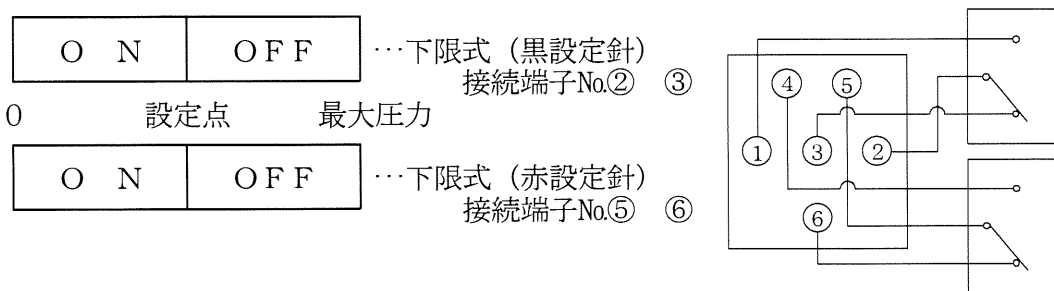 ON OFF …下限式(黒設定針)
接続端子No.② ③
0 設定点 最大圧力
ON OFF …下限式(赤設定針)
接続端子No.⑤ ⑥
④ ⑤
① ③ ②
⑥